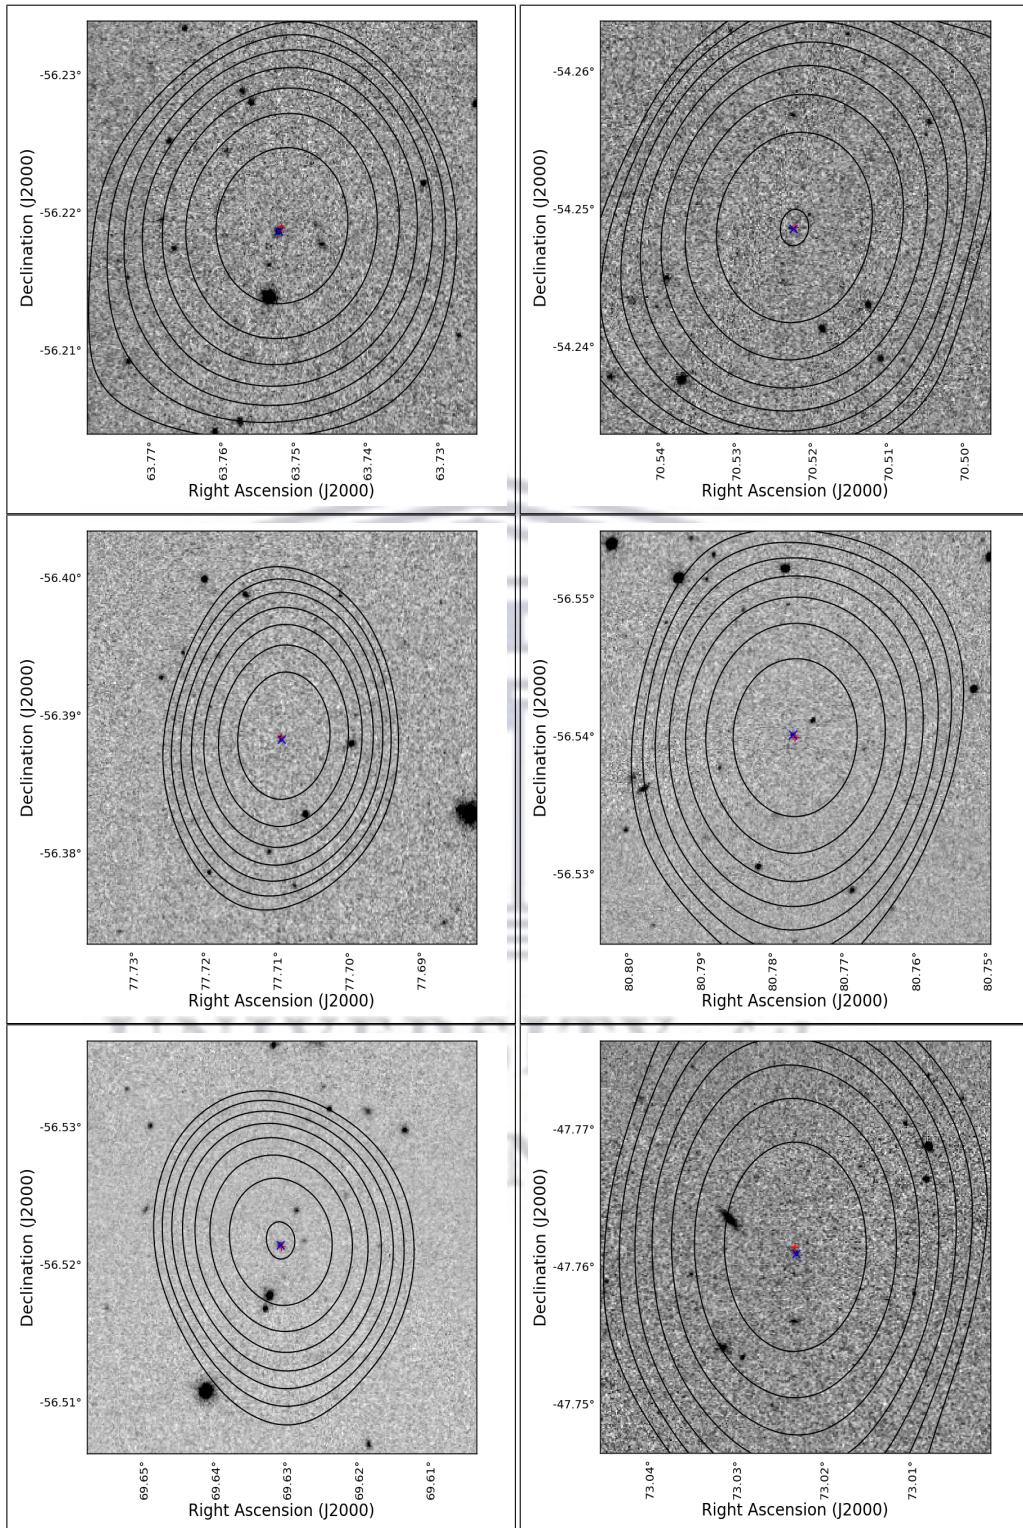 -56.23°
-56.22°
-56.21°
Declination (J2000)
63.77° 63.76° 63.75° 63.74° 63.73°
Right Ascension (J2000)
-54.26°
-54.25°
-54.24°
Declination (J2000)
70.54° 70.53° 70.52° 70.51° 70.50°
Right Ascension (J2000)
-56.40°
-56.39°
-56.38°
Declination (J2000)
77.73° 77.72° 77.71° 77.70° 77.69°
Right Ascension (J2000)
-56.55°
-56.54°
-56.53°
Declination (J2000)
80.80° 80.79° 80.78° 80.77° 80.76° 80.75°
Right Ascension (J2000)
-56.53°
-56.52°
-56.51°
Declination (J2000)
69.65° 69.64° 69.63° 69.62° 69.61°
Right Ascension (J2000)
-47.77°
-47.76°
-47.75°
Declination (J2000)
73.04° 73.03° 73.02° 73.01°
Right Ascension (J2000)